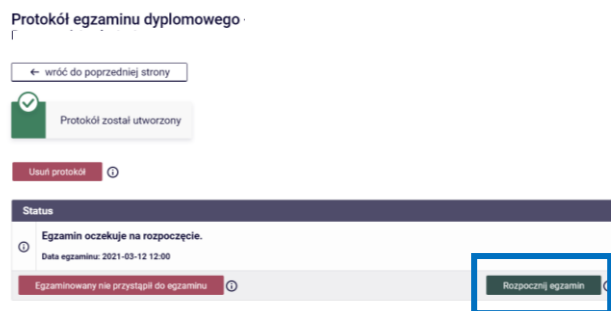 Protokół egzaminu dyplomowego
← wróć do poprzedniej strony
Protokół został utworzony
Usuń protokół
Status
Egzamin oczekuje na rozpoczęcie.
Data egzaminu: 2021-03-12 12:00
Egzaminowany nie przystąpił do egzaminu
Rozpocznij egzamin